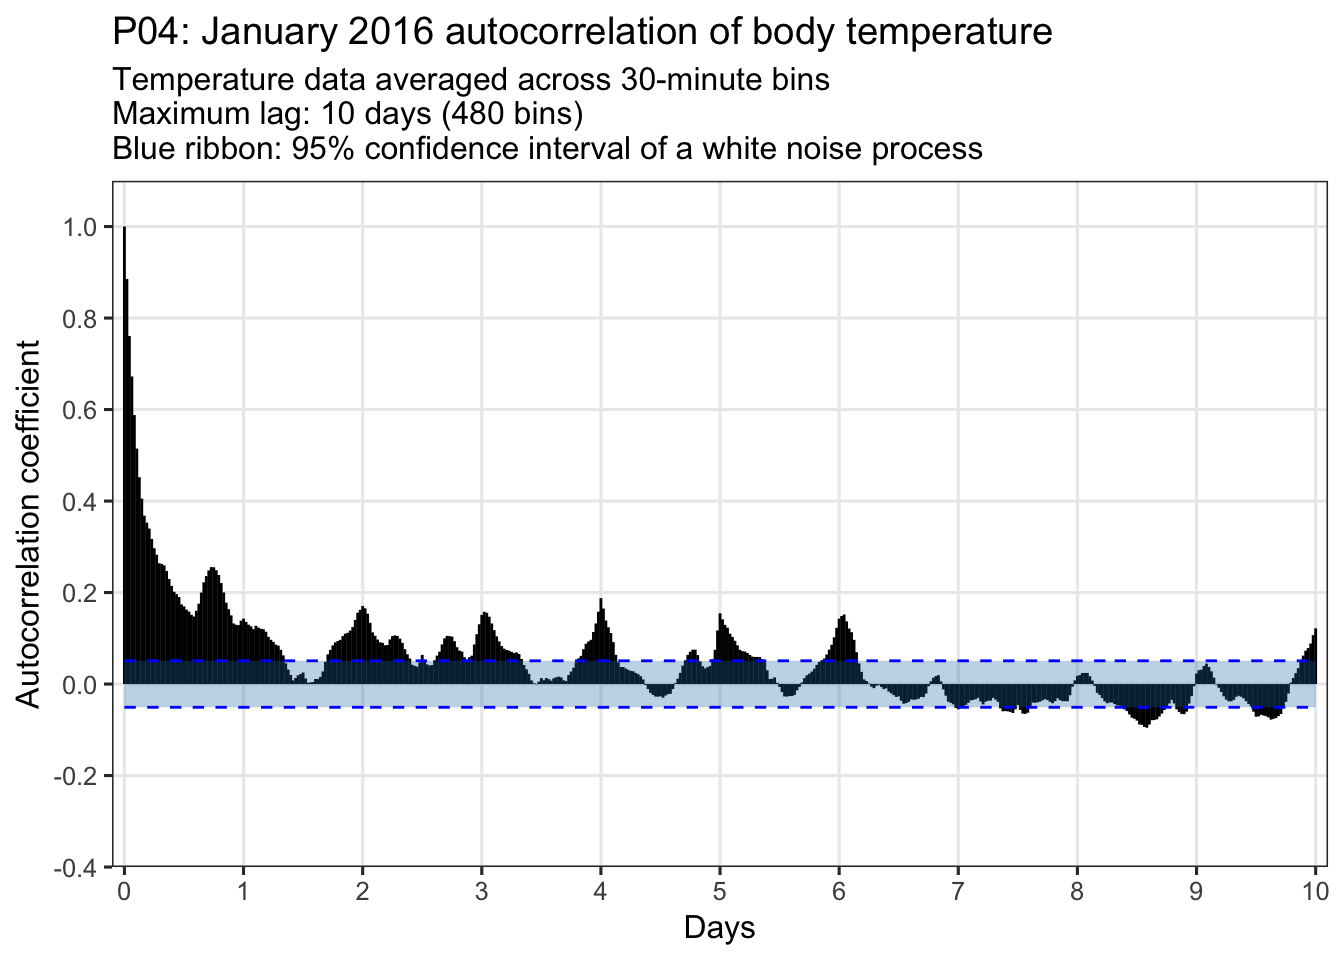 P04: January 2016 autocorrelation of body temperature
Temperature data averaged across 30-minute bins
Maximum lag: 10 days (480 bins)
Blue ribbon: 95% confidence interval of a white noise process
Autocorrelation coefficient
1.0
0.8
0.6
0.4
0.2
0.0
-0.2
-0.4
0 1 2 3 4 5 6 7 8 9 10
Days